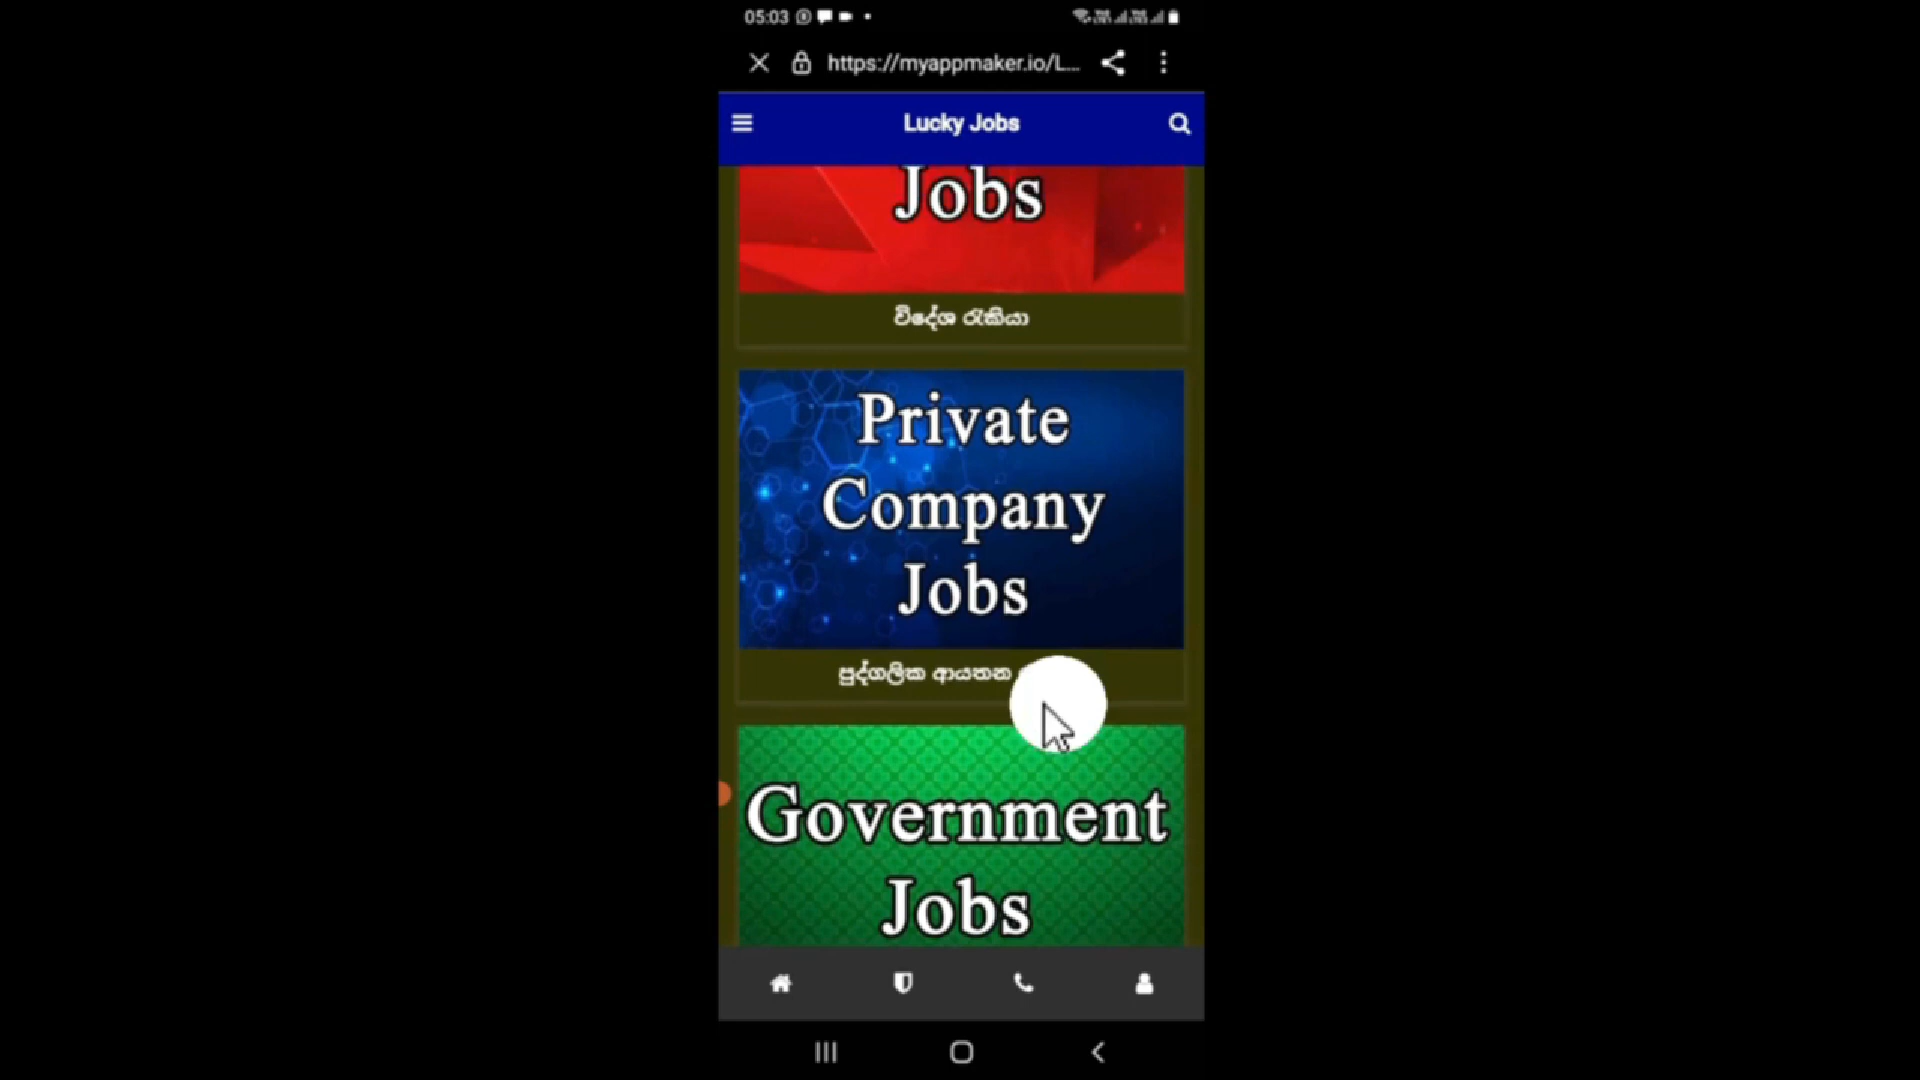 05:03
https://myappmaker.io/L...
Lucky Jobs
Jobs
විදේශ රැකියා
Private
Company
Jobs
පුද්ගලික ආයතන
Government
Jobs